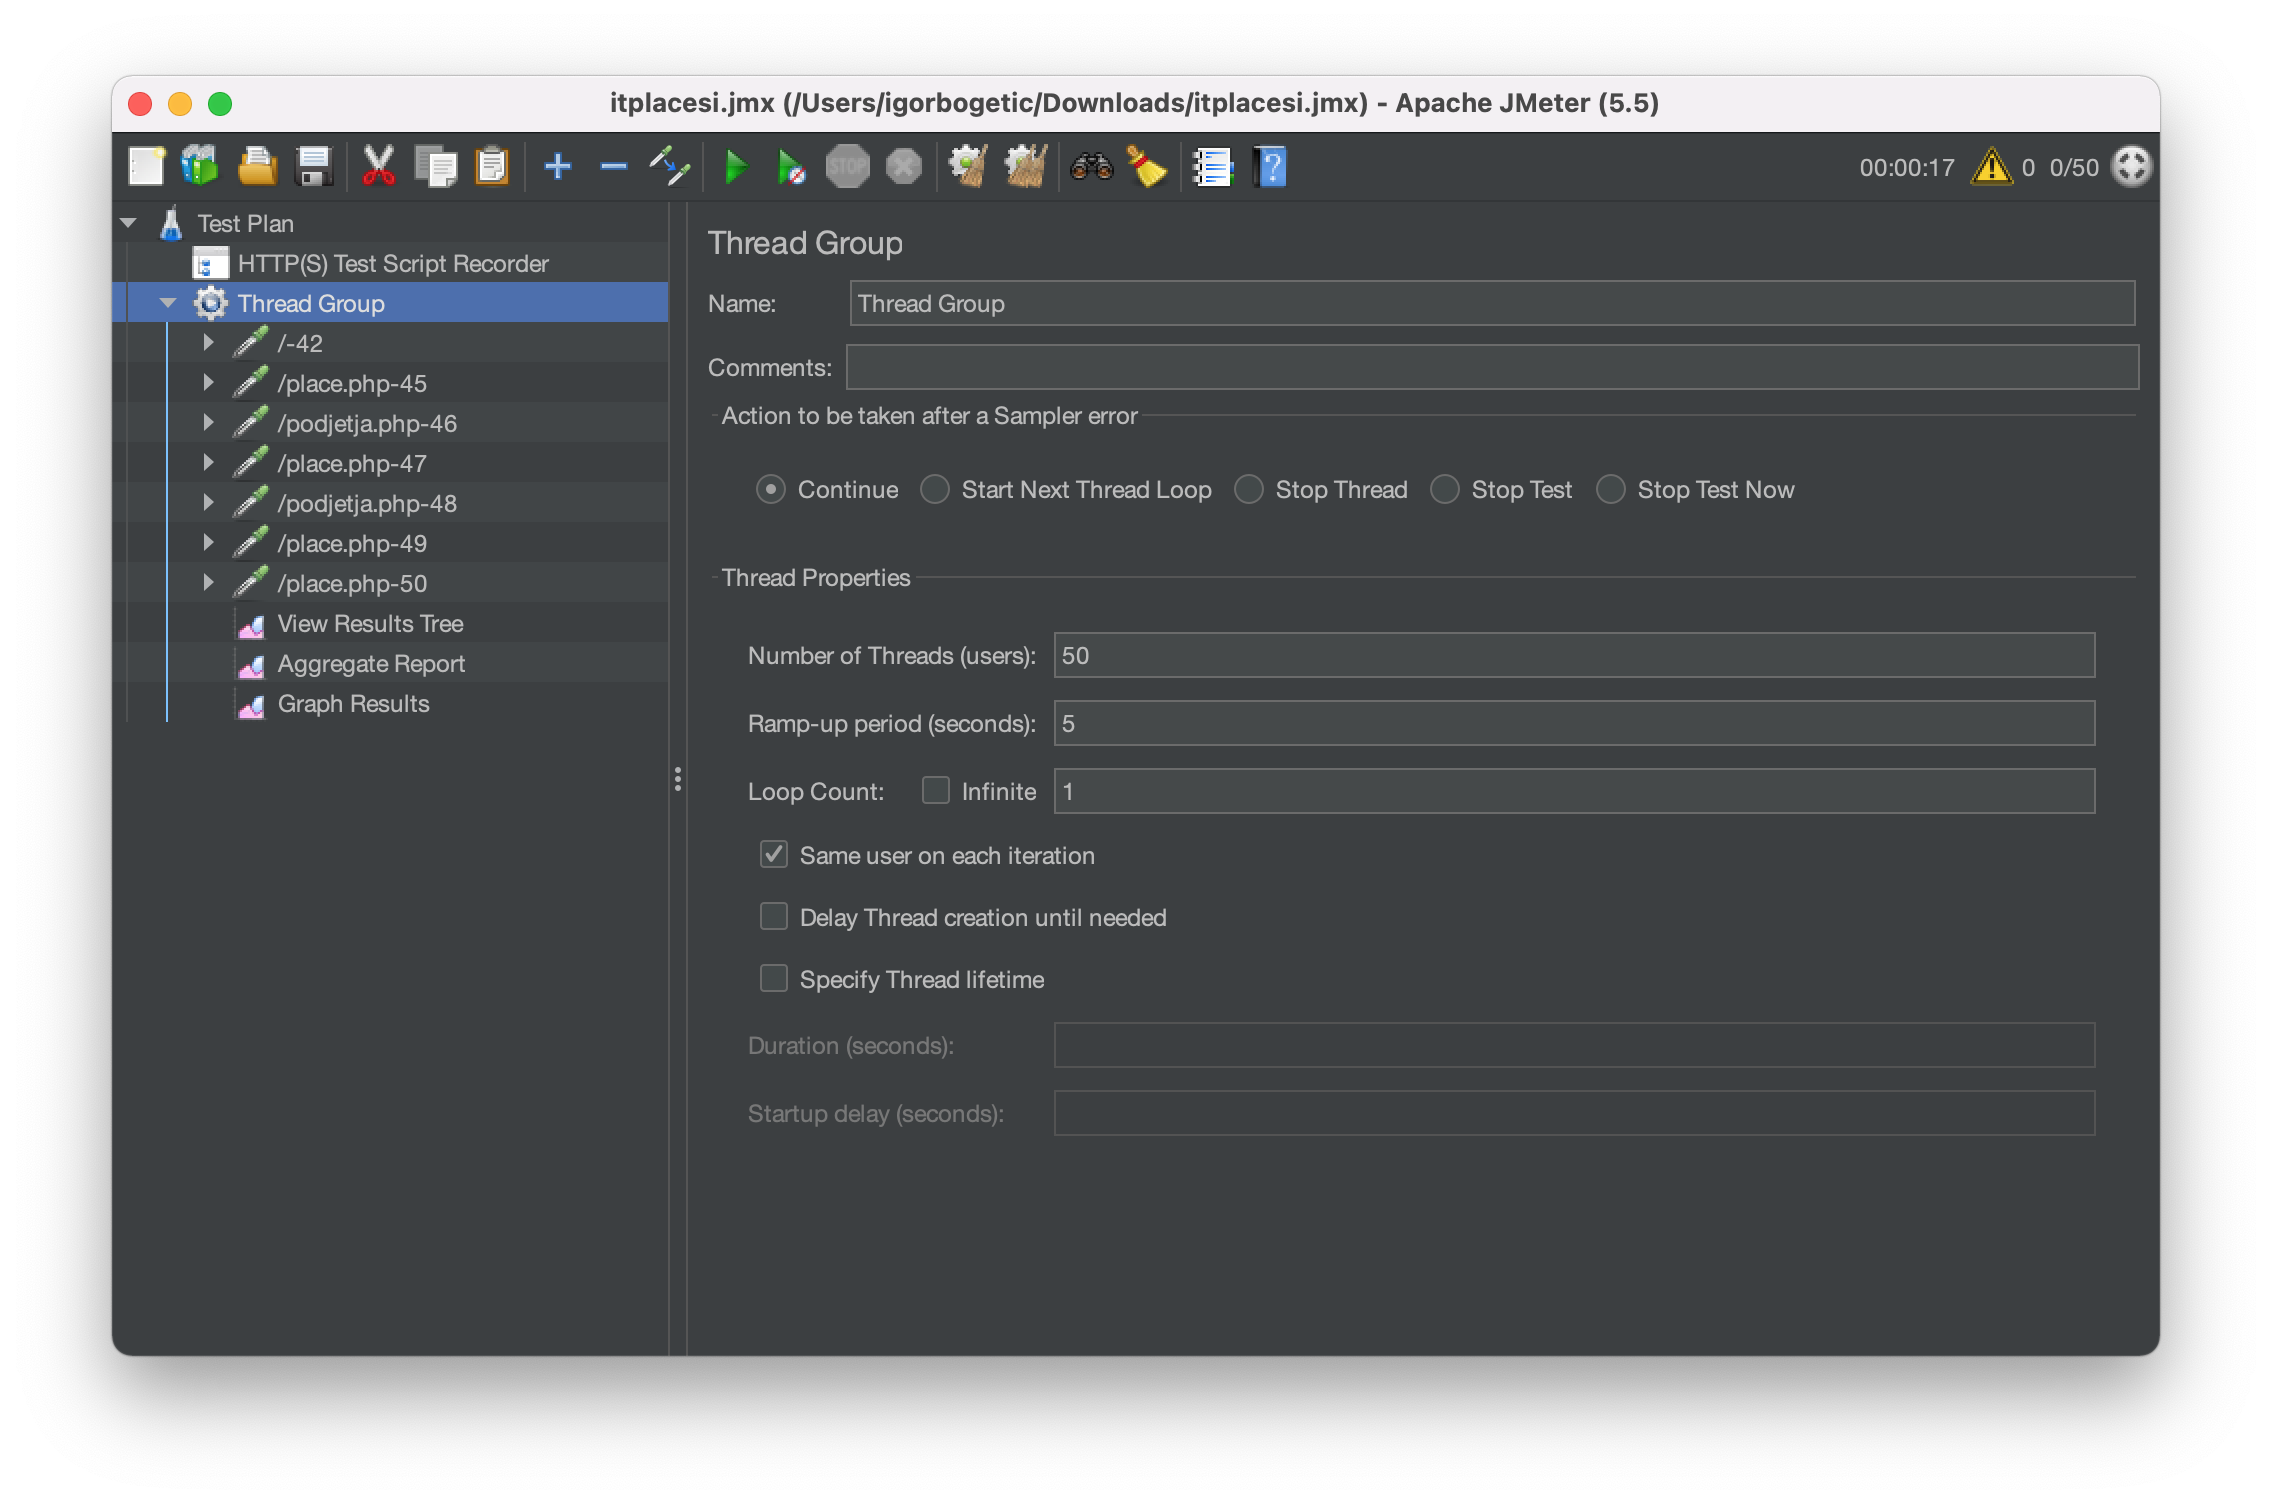 itplacesi.jmx (/Users/igorbogetic/Downloads/itplacesi.jmx) - Apache JMeter (5.5)
STOP
00:00:17 0 0/50
Test Plan
HTTP(S) Test Script Recorder
Thread Group
/-42
/place.php-45
/podjetja.php-46
/place.php-47
/podjetja.php-48
/place.php-49
/place.php-50
View Results Tree
Aggregate Report
Graph Results
Thread Group
Name: Thread Group
Comments:
Action to be taken after a Sampler error
Continue Start Next Thread Loop Stop Thread Stop Test Stop Test Now
Thread Properties
Number of Threads (users): 50
Ramp-up period (seconds): 5
Loop Count: Infinite 1
Same user on each iteration
Delay Thread creation until needed
Specify Thread lifetime
Duration (seconds):
Startup delay (seconds):